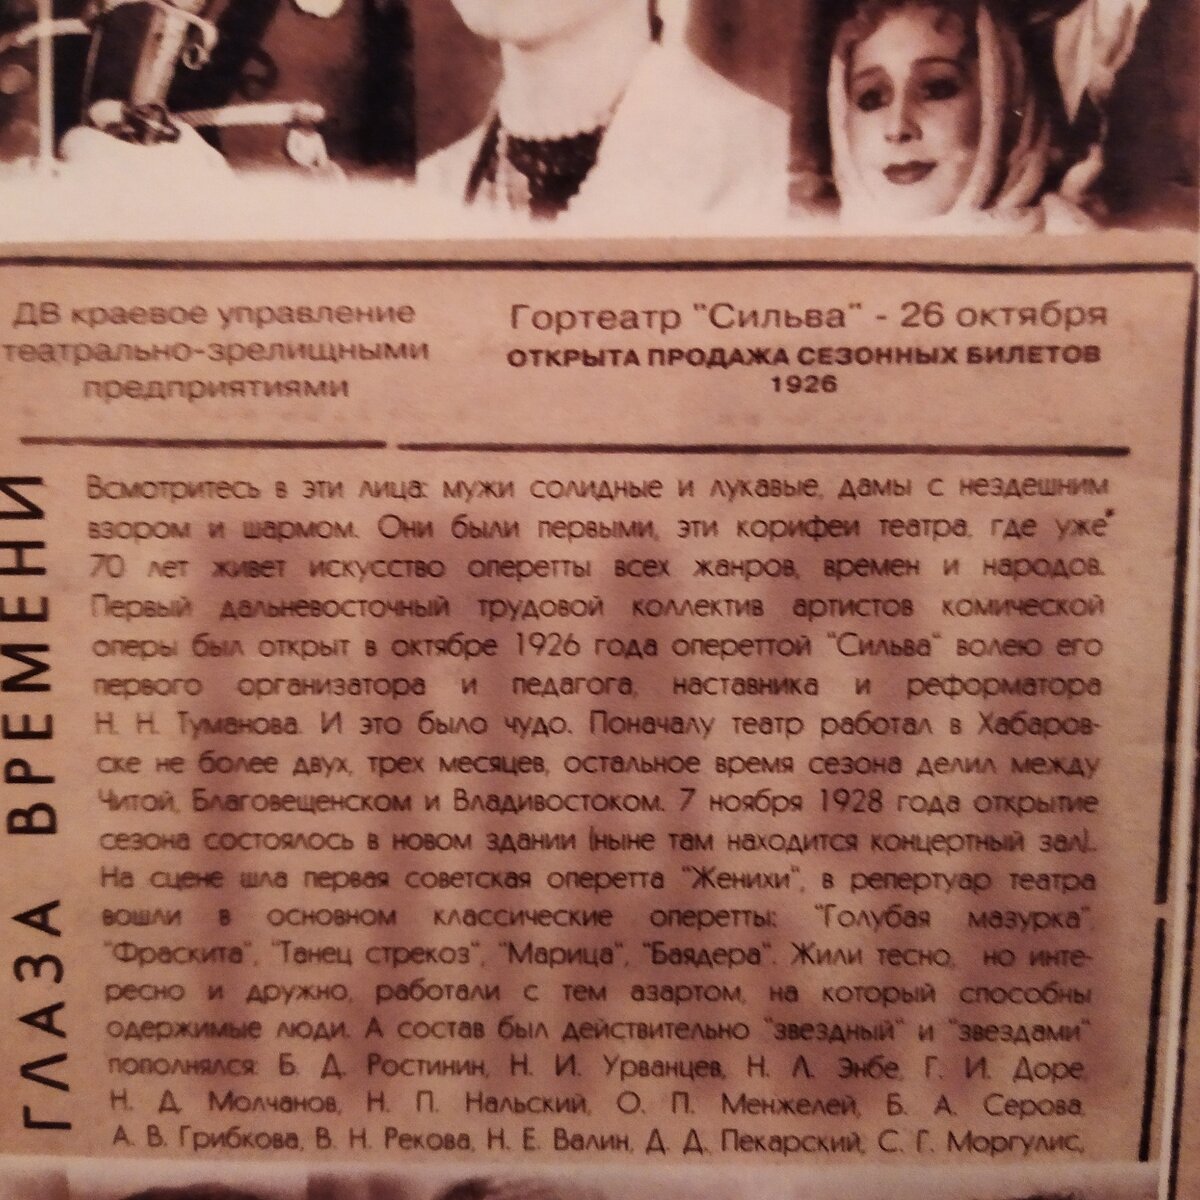 ДВ краевое управление
театрально-зрелищными
предприятиями
Гортеатр "Сильва" - 26 октября
ОТКРЫТА ПРОДАЖА СЕЗОННЫХ БИЛЕТОВ
1926
ГЛАЗА ВРЕМЕНИ
Всмотритесь в эти лица: мужи солидные и лукавые, дамы с нездешним
взором и шармом. Они были первыми, эти корифеи театра, где уже*
70 лет живет искусство оперетты всех жанров, времен и народов.
Первый дальневосточный трудовой коллектив артистов комической
оперы был открыт в октябре 1926 года опереттой "Сильва" волею его
первого организатора и педагога, наставника и реформатора
Н. Н. Туманова. И это было чудо. Поначалу театр работал в Хабаров-
ске не более двух, трех месяцев, остальное время сезона делил между
Читой, Благовещенском и Владивостоком. 7 ноября 1928 года открытие
сезона состоялось в новом здании (ныне там находится концертный зал).
На сцене шла первая советская оперетта "Женихи", в репертуар театра
вошли в основном классические оперетты: "Голубая мазурка",
"Фраскита", "Танец стрекоз", "Марица", "Баядера". Жили тесно, но инте-
ресно и дружно, работали с тем азартом, на который способны
одержимые люди. А состав был действительно "звездный" и "звездами"
пополнялся: Б. Д. Ростинин, Н. И. Урванцев, Н. Л. Энбе, Г. И. Доре,
Н. Д. Молчанов, Н. П. Нальский, О. П. Менжелей, Б. А. Серова,
А. В. Грибкова, В. Н. Рекова, Н. Е. Валин, Д. Д. Пекарский, С. Г. Моргулис,